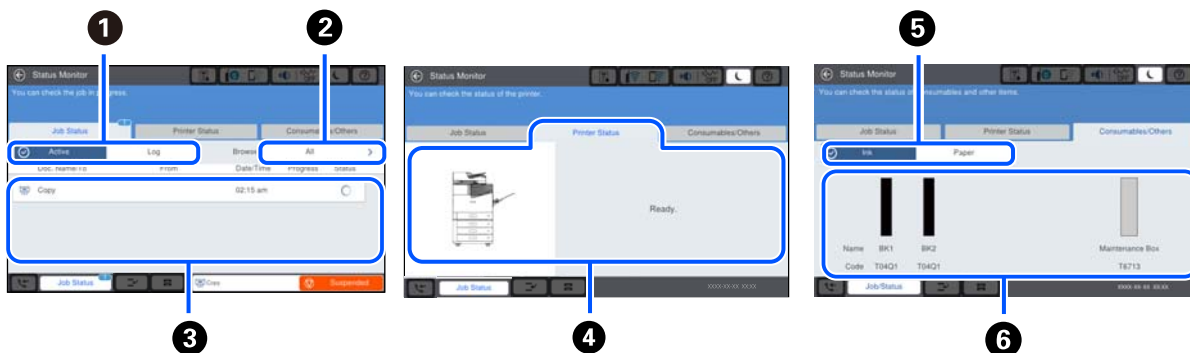 1
2
5
Status Monitor
You can check the job in progress.
Job Status
Printer Status
Consumables/Others
Active
Log
Browse
All
Doc. Name/To
From
Date/Time
Progress
Status
Copy
02:15 am
Job Status
Copy
Suspended
3
Status Monitor
You can check the status of the printer.
Job Status
Printer Status
Consumables/Others
Ready.
Job Status
4
Status Monitor
You can check the status of consumables and other items.
Job Status
Printer Status
Consumables/Others
Ink
Paper
Name
BK1
BK2
Maintenance Box
Code
T04Q1
T04Q1
T6713
Job/Status
6